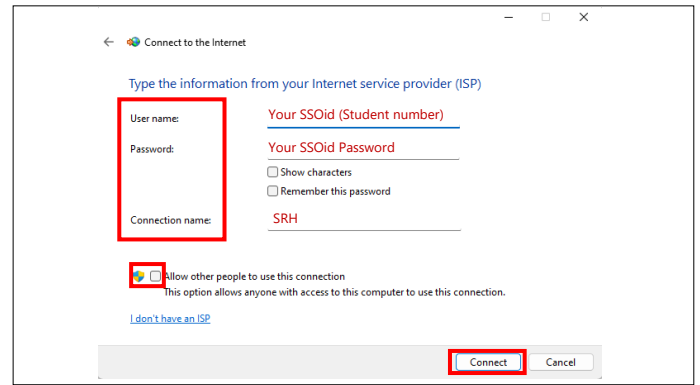 Connect to the Internet
Type the information from your Internet service provider (ISP)
User name: Your SSOid (Student number)
Password: Your SSOid Password
Show characters
Remember this password
Connection name: SRH
Allow other people to use this connection
This option allows anyone with access to this computer to use this connection.
I don't have an ISP
Connect Cancel